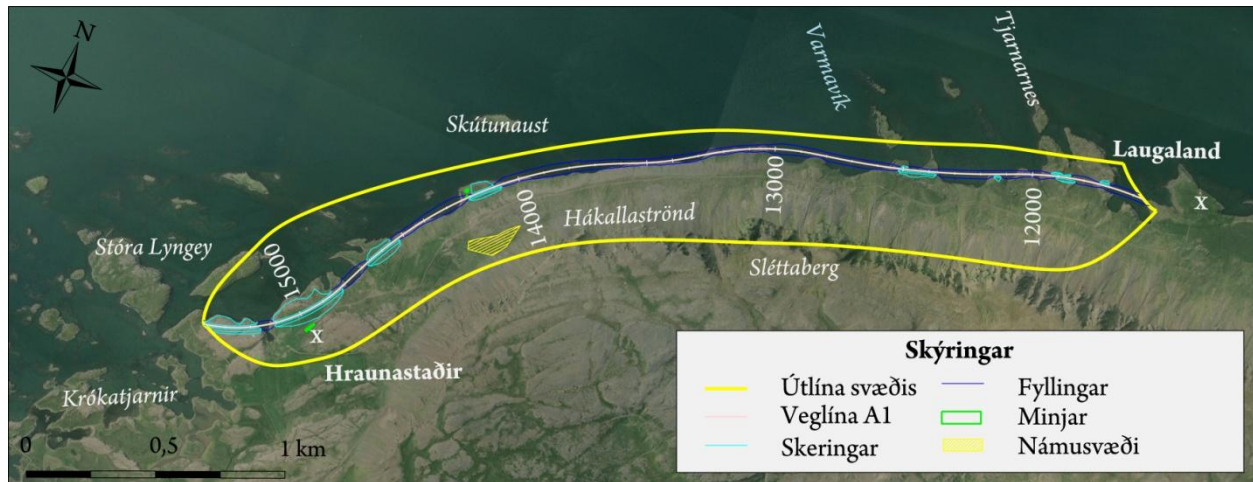 N
Varmavík
Tjarnarnes
Skútunaust
Laugaland
x
13000
12000
14000
Hákallaströnd
Stóra Lyngey
15000
Sléttaberg
x
Hraunastaðir
Krókatjarnir
0 0,5 1 km
Skýringar
Útlína svæðis
Veglína A1
Skeringar
Fyllingar
Minjar
Námusvæði